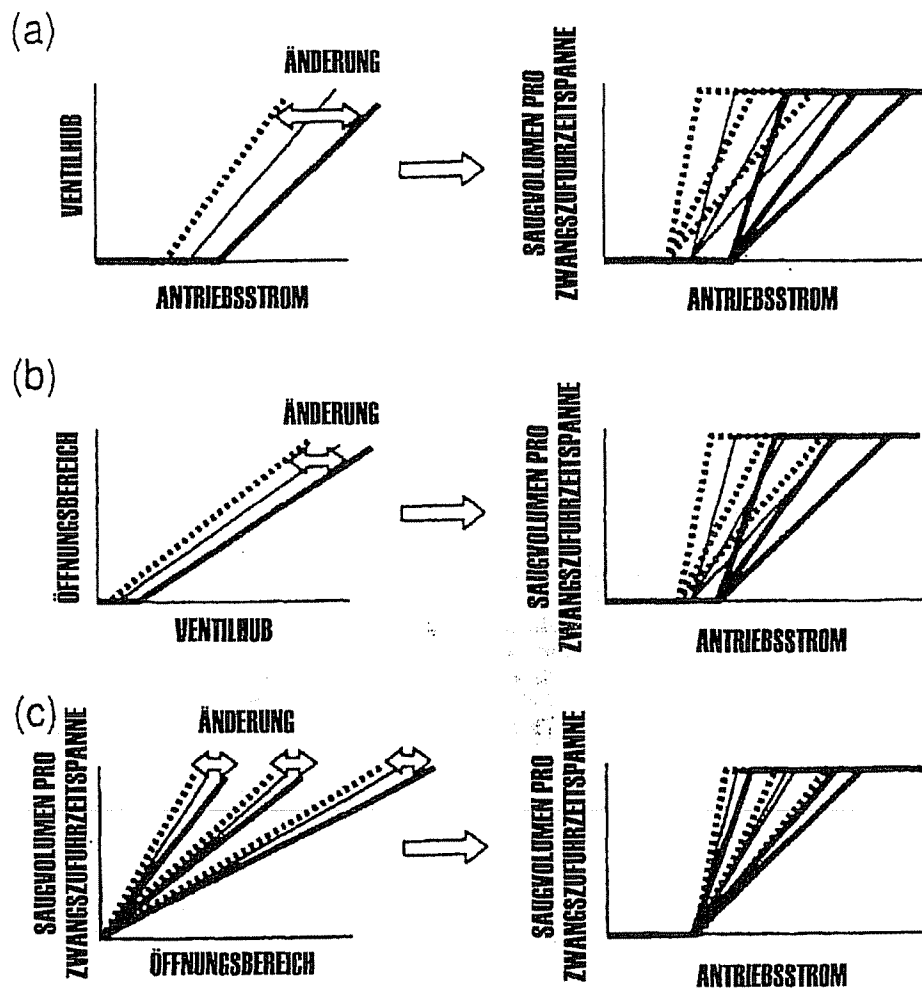 (a)
ÄNDERUNG
VENTILHUB
ANTRIEBSSTROM
SAUGVOLUMEN PRO
ZWANGSZUFUHRZEITSPANNE
ANTRIEBSSTROM
(b)
ÄNDERUNG
ÖFFNUNGSBEREICH
VENTILHUB
SAUGVOLUMEN PRO
ZWANGSZUFUHRZEITSPANNE
ANTRIEBSSTROM
(c)
ÄNDERUNG
SAUGVOLUMEN PRO
ZWANGSZUFUHRZEITSPANNE
ÖFFNUNGSBEREICH
SAUGVOLUMEN PRO
ZWANGSZUFUHRZEITSPANNE
ANTRIEBSSTROM